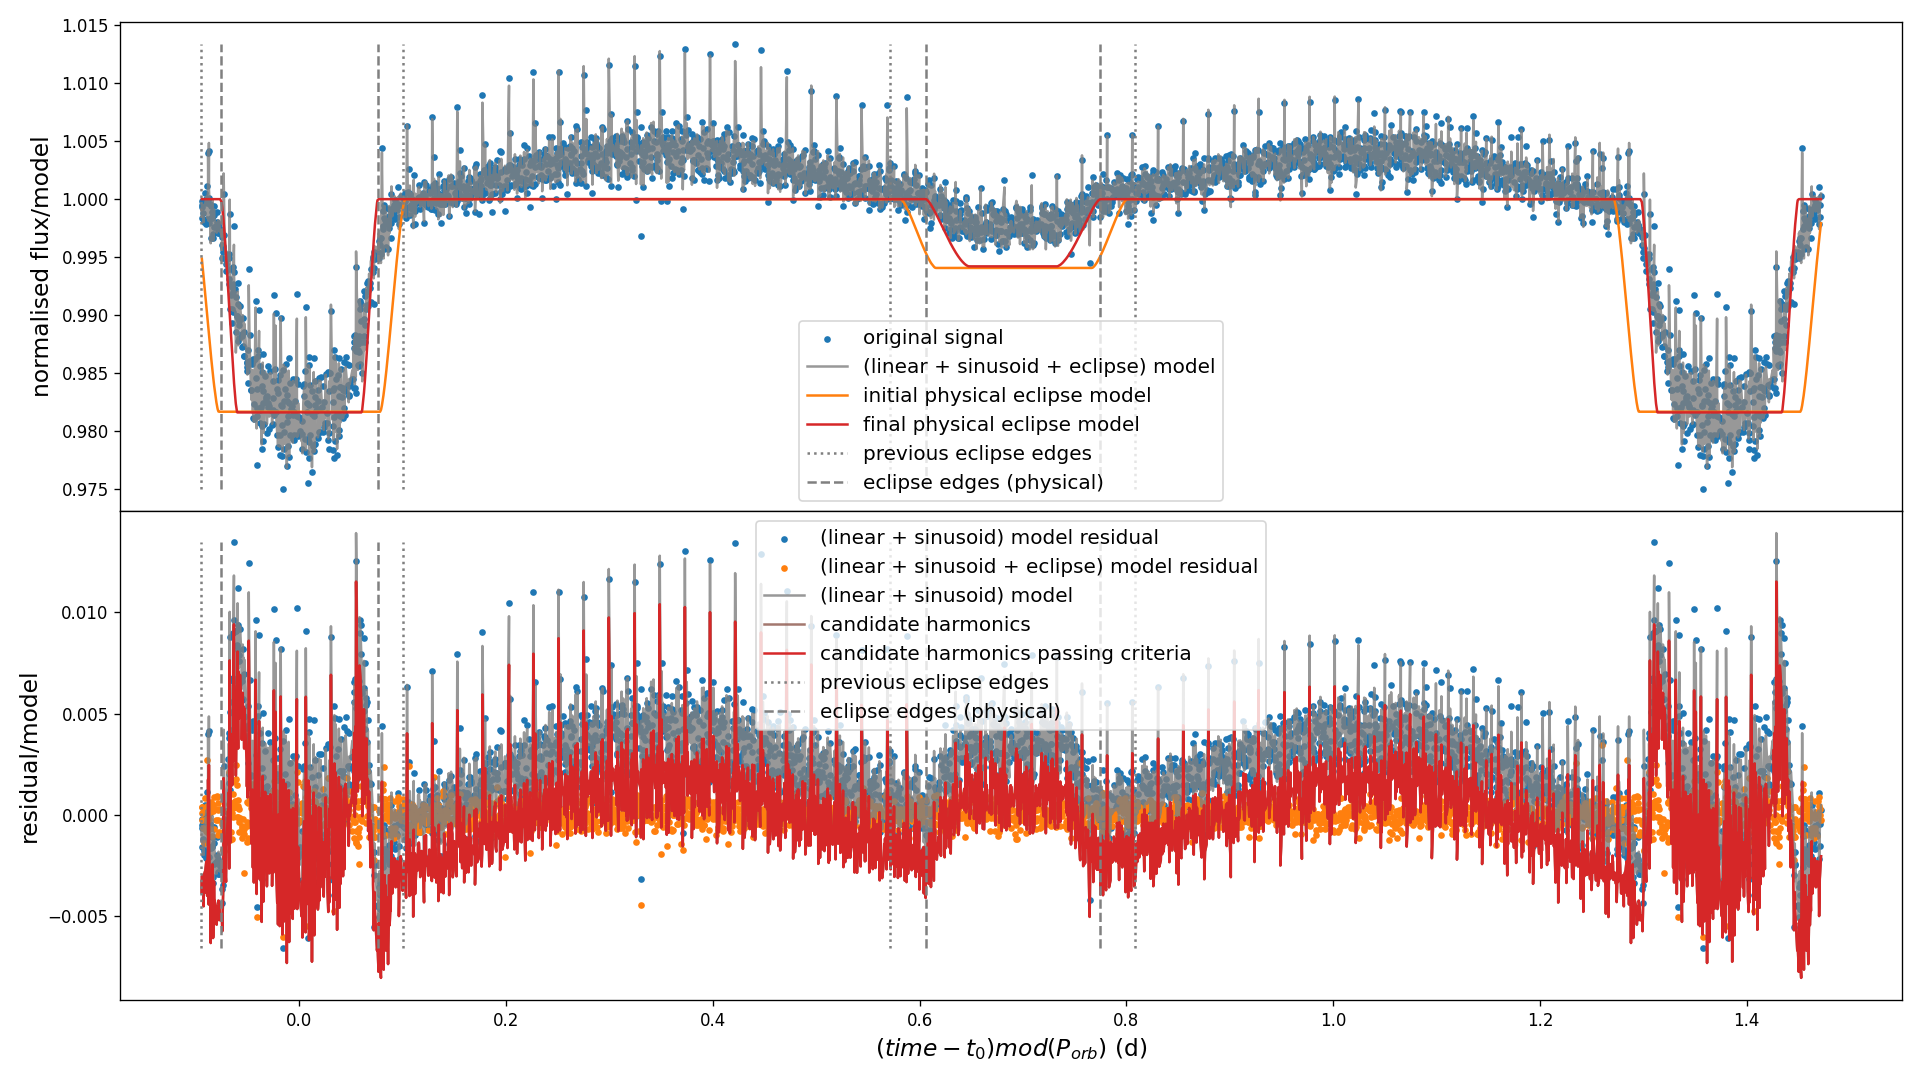 1.015
1.010
1.005
1.000
0.995
0.990
0.985
0.980
0.975
normalised flux/model
original signal
(linear + sinusoid + eclipse) model
initial physical eclipse model
final physical eclipse model
previous eclipse edges
eclipse edges (physical)
0.010
0.005
0.000
−0.005
residual/model
(linear + sinusoid) model residual
(linear + sinusoid + eclipse) model residual
(linear + sinusoid) model
candidate harmonics
candidate harmonics passing criteria
previous eclipse edges
eclipse edges (physical)
0.0 0.2 0.4 0.6 0.8 1.0 1.2 1.4
(time − t₀)mod(P_orb) (d)